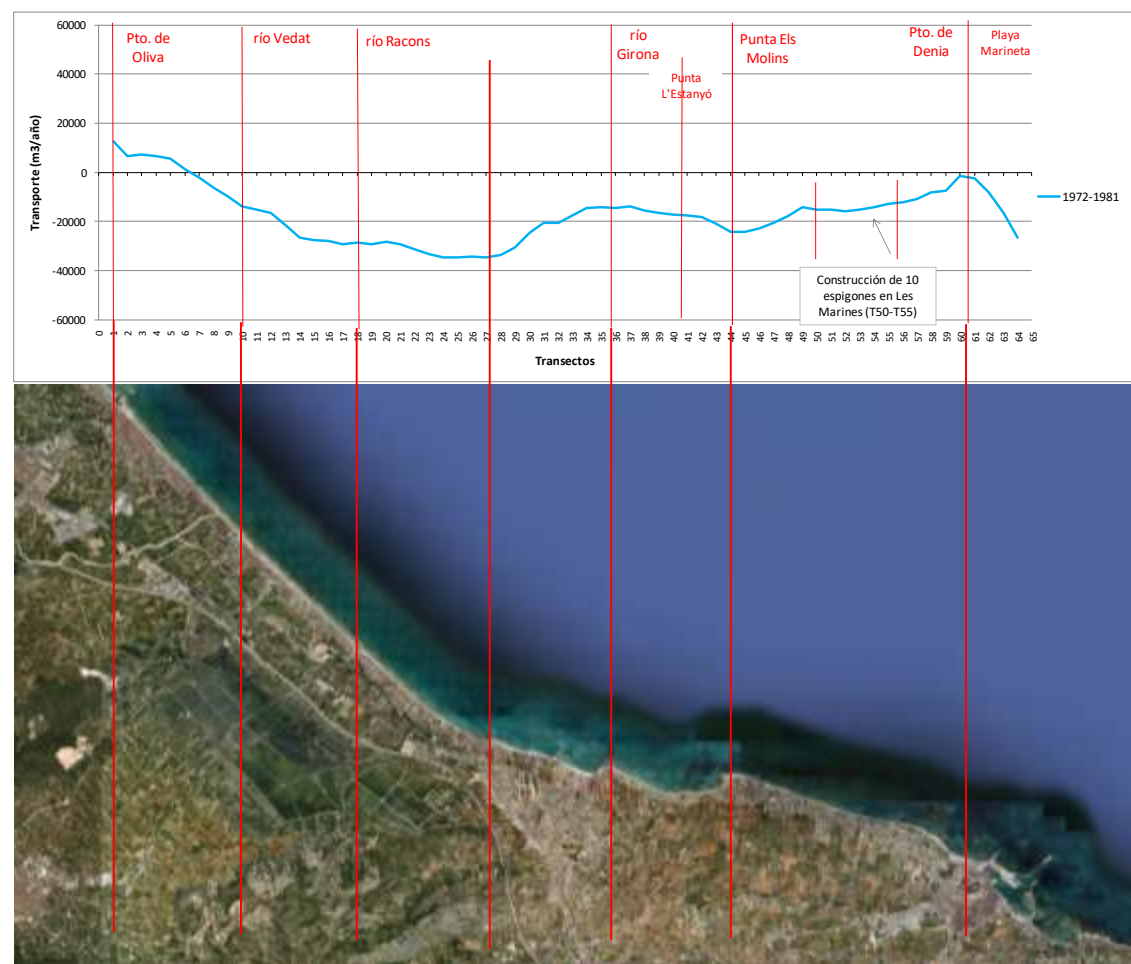 60000
40000
20000
0
-20000
-40000
-60000
Transporte (m3/año)
Pto. de
Oliva
río Vedat
río Racons
río
Girona
Punta
L'Estanyó
Punta Els
Molins
Pto. de
Denia
Playa
Marineta
1972-1981
Construcción de 10
espigones en Les
Marines (T50-T55)
0 1 2 3 4 5 6 7 8 9 10 11 12 13 14 15 16 17 18 19 20 21 22 23 24 25 26 27 28 29 30 31 32 33 34 35 36 37 38 39 40 41 42 43 44 45 46 47 48 49 50 51 52 53 54 55 56 57 58 59 60 61 62 63 64 65
Transectos